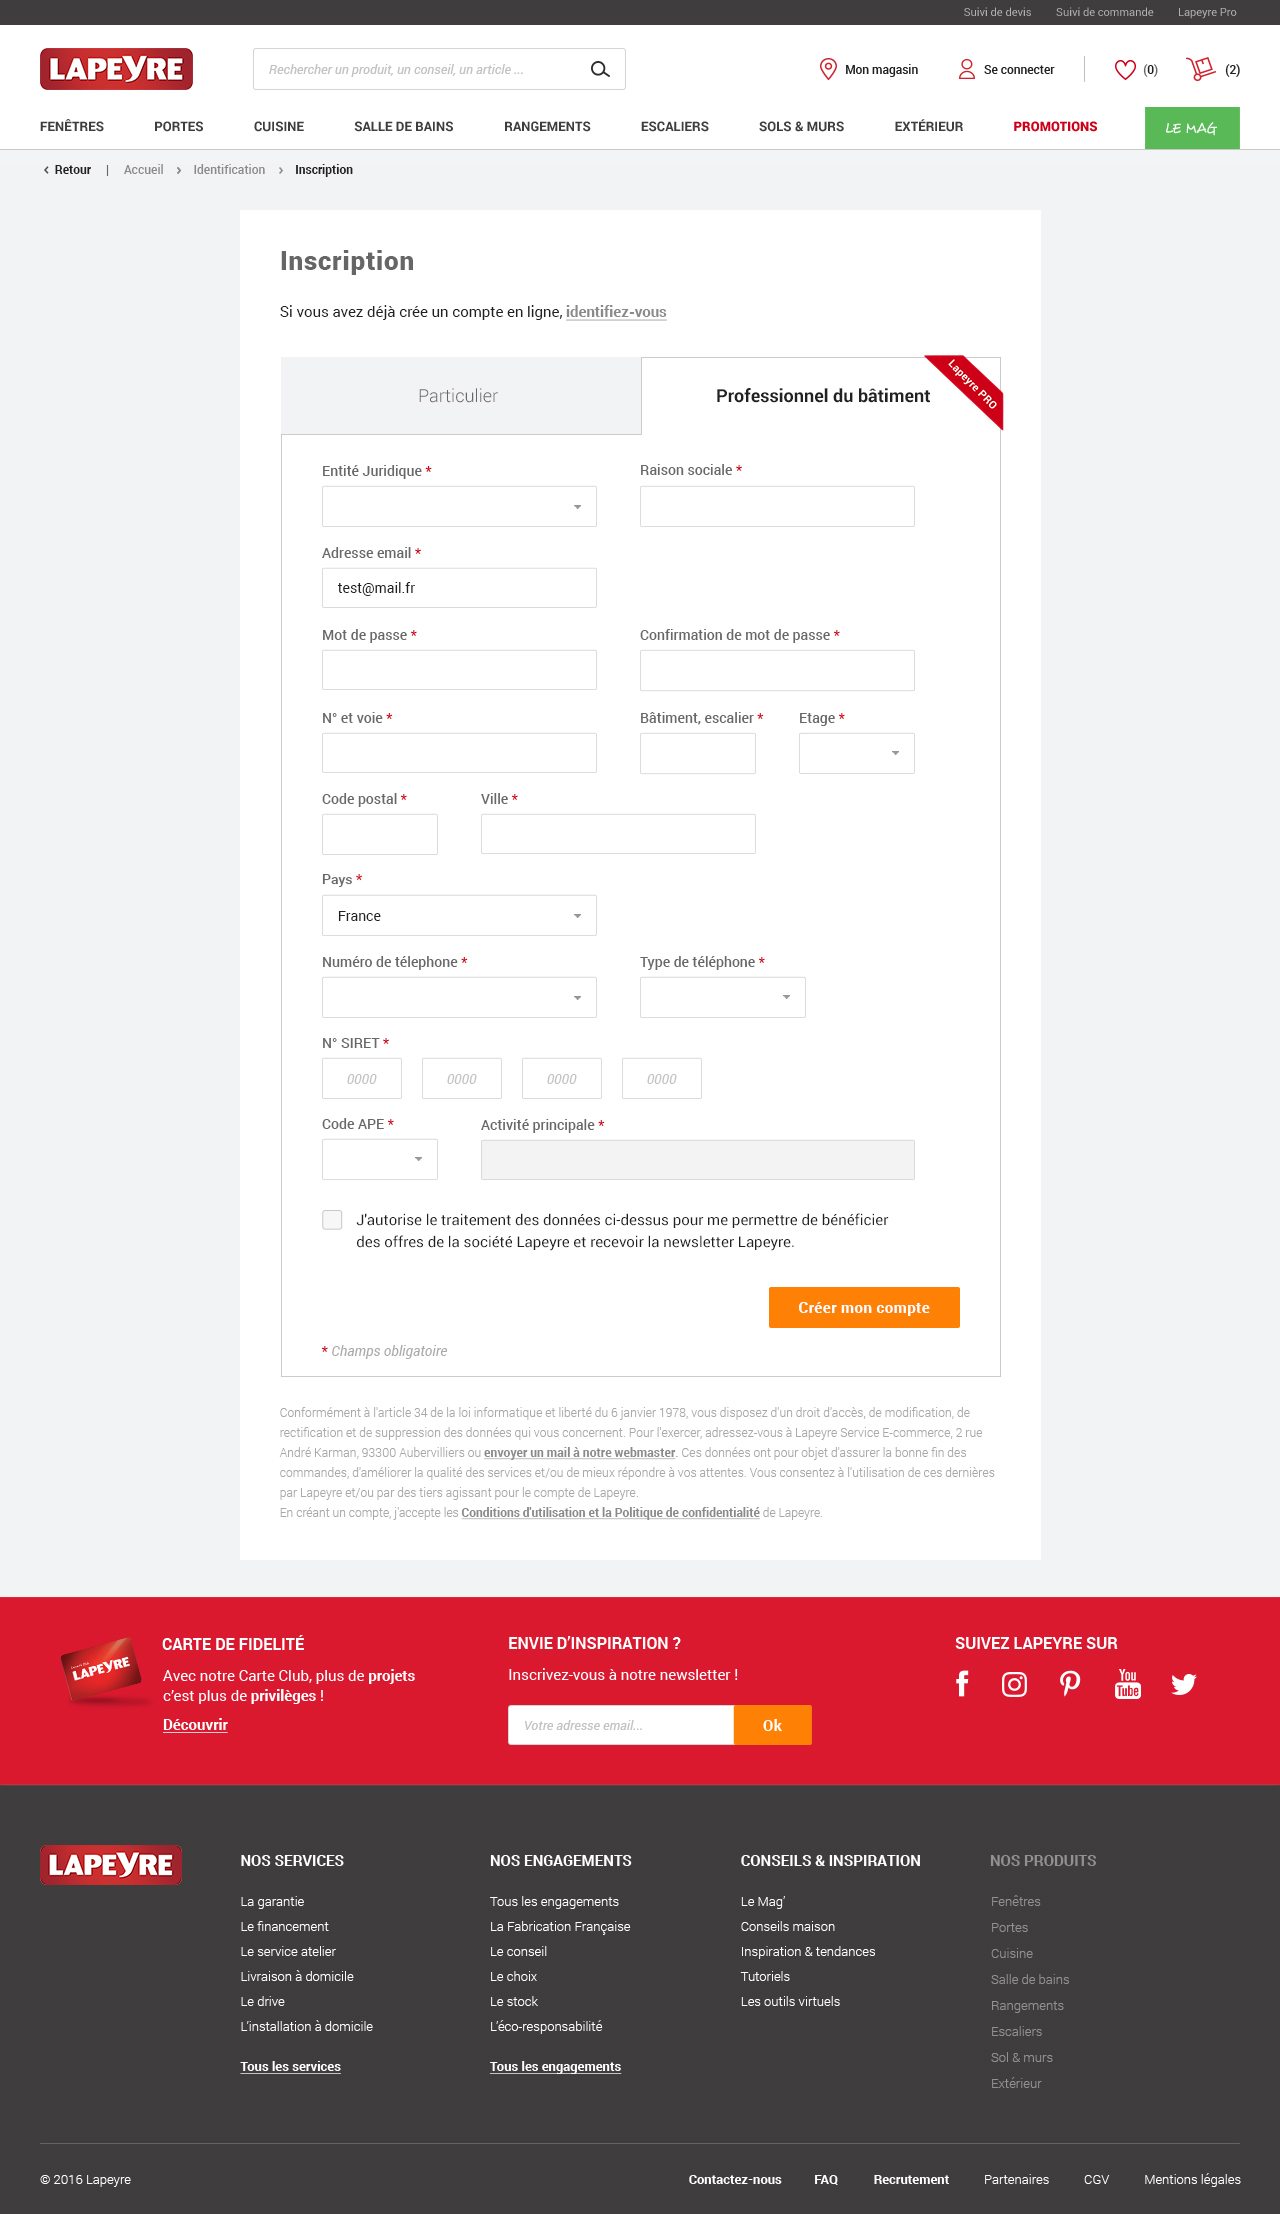 Suivi de devis Suivi de commande Lapeyre Pro
LAPEYRE
Rechercher un produit, un conseil, un article ...
Mon magasin Se connecter (0) (2)
FENÊTRES PORTES CUISINE SALLE DE BAINS RANGEMENTS ESCALIERS SOLS & MURS EXTÉRIEUR PROMOTIONS LE MAG
Retour | Accueil Identification Inscription
Inscription
Si vous avez déjà crée un compte en ligne, identifiez-vous
Particulier Professionnel du bâtiment Lapeyre PRO
Entité Juridique * Raison sociale *
Adresse email *
test@mail.fr
Mot de passe * Confirmation de mot de passe *
N° et voie * Bâtiment, escalier * Etage *
Code postal * Ville *
Pays *
France
Numéro de télephone * Type de téléphone *
N° SIRET *
0000 0000 0000 0000
Code APE * Activité principale *
J'autorise le traitement des données ci-dessus pour me permettre de bénéficier
des offres de la société Lapeyre et recevoir la newsletter Lapeyre.
Créer mon compte
* Champs obligatoire
Conformément à l'article 34 de la loi informatique et liberté du 6 janvier 1978, vous disposez d'un droit d'accès, de modification, de
rectification et de suppression des données qui vous concernent. Pour l'exercer, adressez-vous à Lapeyre Service E-commerce, 2 rue
André Karman, 93300 Aubervilliers ou envoyer un mail à notre webmaster. Ces données ont pour objet d'assurer la bonne fin des
commandes, d'améliorer la qualité des services et/ou de mieux répondre à vos attentes. Vous consentez à l'utilisation de ces dernières
par Lapeyre et/ou par des tiers agissant pour le compte de Lapeyre.
En créant un compte, j'accepte les Conditions d'utilisation et la Politique de confidentialité de Lapeyre.
LAPEYRE
CARTE DE FIDELITÉ
Avec notre Carte Club, plus de projets
c'est plus de privilèges !
Découvrir
ENVIE D'INSPIRATION ?
Inscrivez-vous à notre newsletter !
Votre adresse email... Ok
SUIVEZ LAPEYRE SUR
You Tube
LAPEYRE
NOS SERVICES
La garantie
Le financement
Le service atelier
Livraison à domicile
Le drive
L'installation à domicile
Tous les services
NOS ENGAGEMENTS
Tous les engagements
La Fabrication Française
Le conseil
Le choix
Le stock
L'éco-responsabilité
Tous les engagements
CONSEILS & INSPIRATION
Le Mag'
Conseils maison
Inspiration & tendances
Tutoriels
Les outils virtuels
NOS PRODUITS
Fenêtres
Portes
Cuisine
Salle de bains
Rangements
Escaliers
Sol & murs
Extérieur
© 2016 Lapeyre Contactez-nous FAQ Recrutement Partenaires CGV Mentions légales